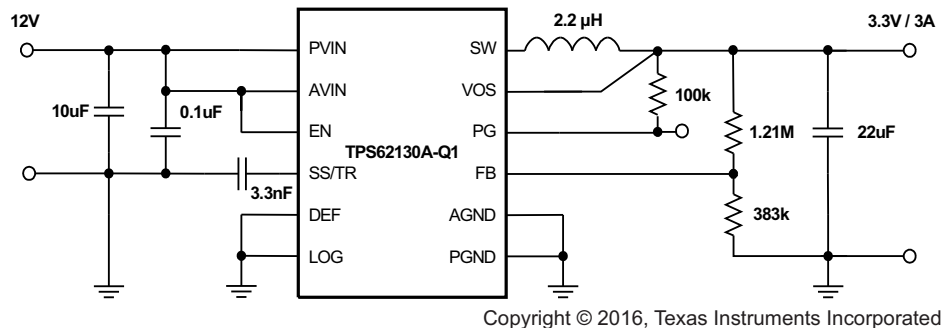 12V
2.2 µH
3.3V / 3A
PVIN
SW
AVIN
VOS
10uF
0.1uF
100k
EN
PG
1.21M
22uF
TPS62130A-Q1
SS/TR
FB
3.3nF
DEF
AGND
383k
LOG
PGND
Copyright © 2016, Texas Instruments Incorporated